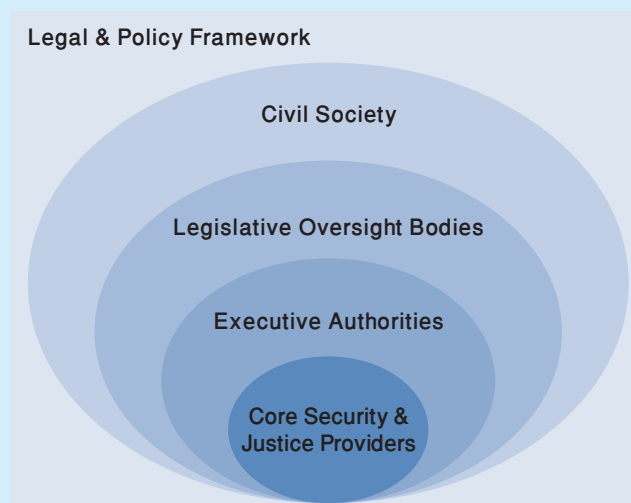 Legal & Policy Framework
Civil Society
Legislative Oversight Bodies
Executive Authorities
Core Security &
Justice Providers